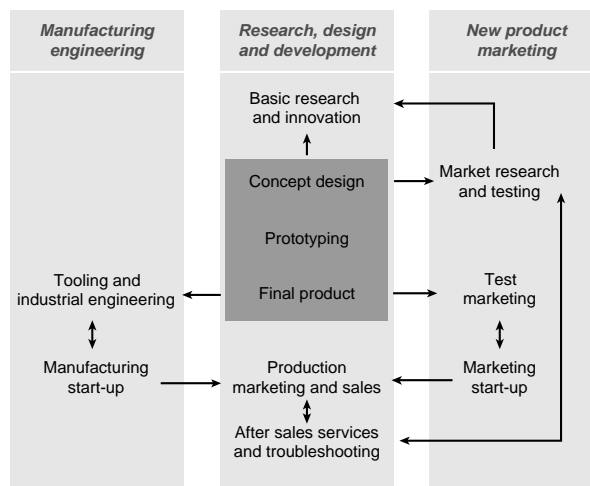 Manufacturing
engineering
Research, design
and development
New product
marketing
Basic research
and innovation
Concept design
Market research
and testing
Prototyping
Tooling and
industrial engineering
Final product
Test
marketing
Manufacturing
start-up
Production
marketing and sales
Marketing
start-up
After sales services
and troubleshooting